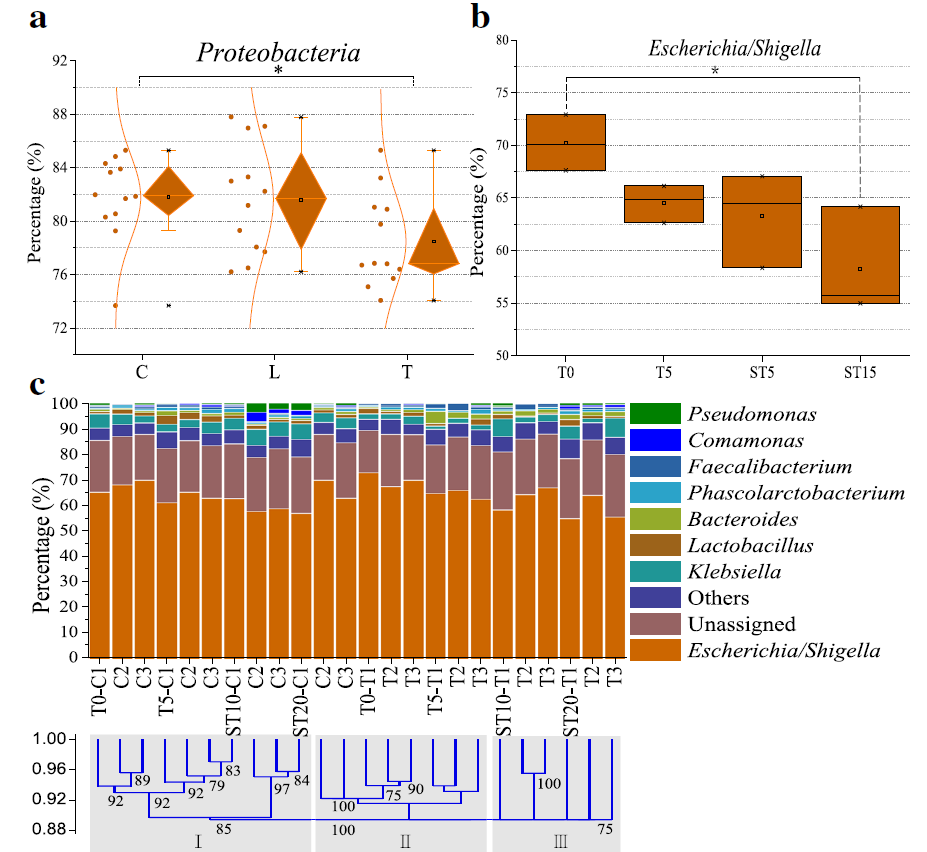 a
Proteobacteria
*
Percentage (%)
92
88
84
80
76
72
C L T
b
Escherichia/Shigella
*
Percentage (%)
80
75
70
65
60
55
50
T0 T5 ST5 ST15
c
Percentage (%)
100
90
80
70
60
50
40
30
20
10
0
T0-C1 C2 C3 T5-C1 C2 C3 ST10-C1 C2 C3 ST20-C1 C2 C3 T0-T1 T2 T3 T5-T1 T2 T3 ST10-T1 T2 T3 ST20-T1 T2 T3
Pseudomonas
Comamonas
Faecalibacterium
Phascolarctobacterium
Bacteroides
Lactobacillus
Klebsiella
Others
Unassigned
Escherichia/Shigella
1.00
0.96
0.92
0.88
89 83 84
92 92 92 79 97
85
100 75 90
100
100
75
I II III